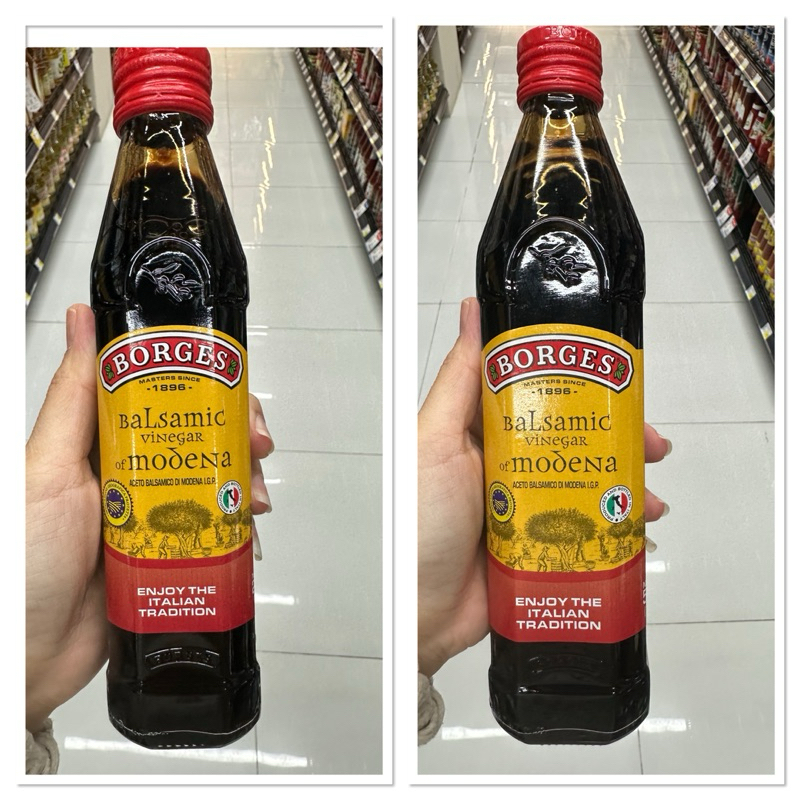 BORGES
MASTERS SINCE
-1896-
BaLsamic
vinegar
of modena
ACETO BALSAMICO DI MODENA I.G.P.
ENJOY THE
ITALIAN
TRADITION
BORGES
MASTERS SINCE
-1896-
BaLsamic
vinegar
of modena
ACETO BALSAMICO DI MODENA I.G.P.
ENJOY THE
ITALIAN
TRADITION